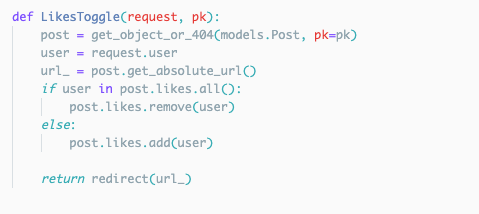 def LikesToggle(request, pk):
    post = get_object_or_404(models.Post, pk=pk)
    user = request.user
    url_ = post.get_absolute_url()
    if user in post.likes.all():
        post.likes.remove(user)
    else:
        post.likes.add(user)

    return redirect(url_)